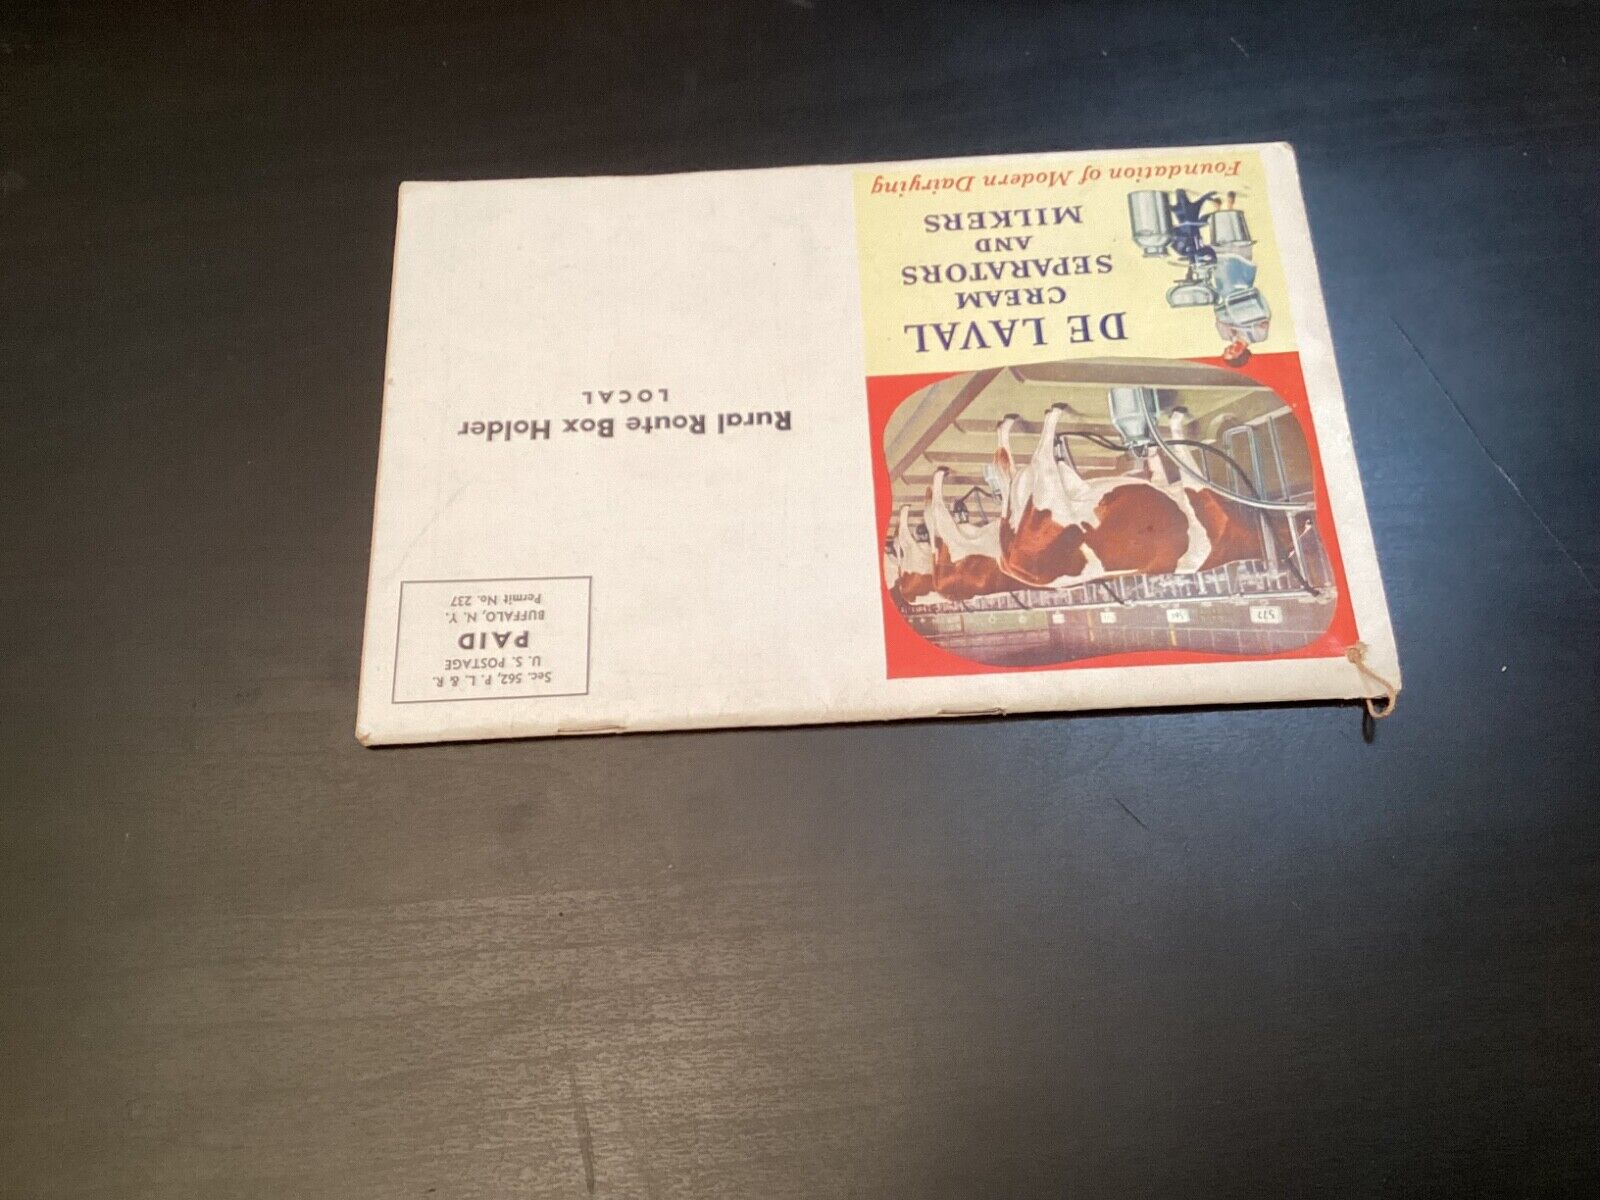 Sec. 562, P. L. & R.
U. S. POSTAGE
PAID
BUFFALO, N. Y.
Permit No. 237
Rural Route Box Holder
LOCAL
577
DE LAVAL
CREAM
SEPARATORS
AND
MILKERS
Foundation of Modern Dairying